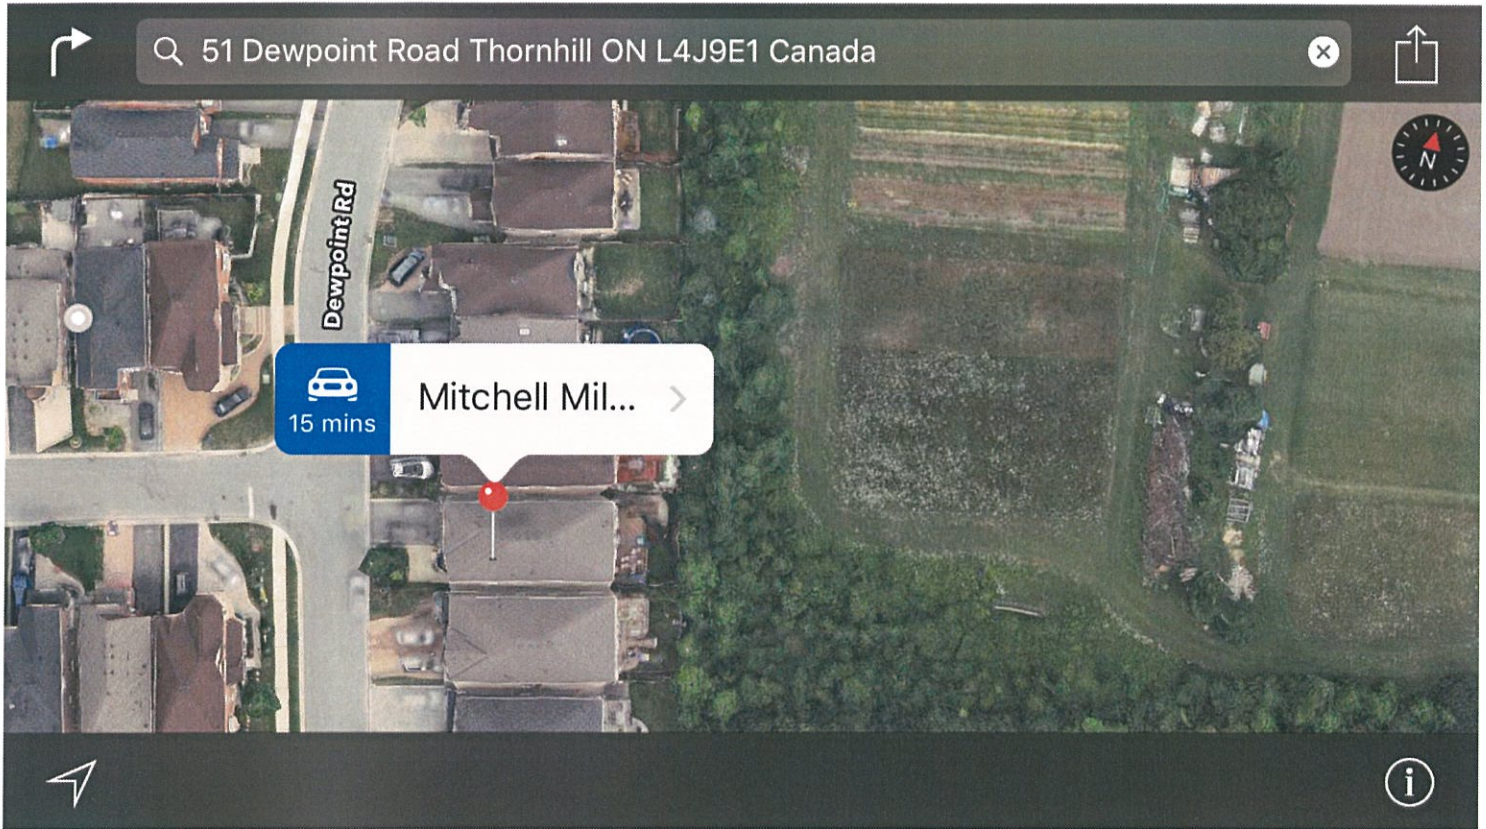 51 Dewpoint Road Thornhill ON L4J9E1 Canada
N
Dewpoint Rd
Mitchell Mil...
15 mins